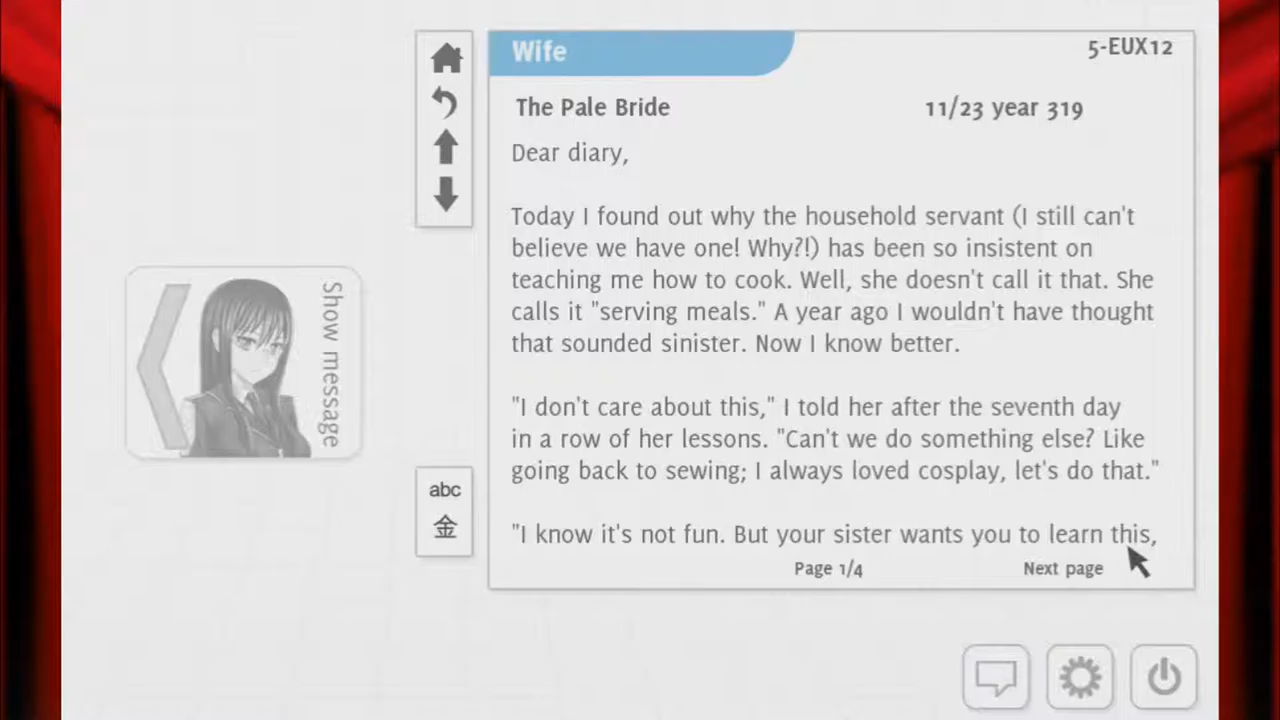 Wife
5-EUX12
The Pale Bride
11/23 year 319
Dear diary,
Today I found out why the household servant (I still can't
believe we have one! Why?!) has been so insistent on
teaching me how to cook. Well, she doesn't call it that. She
calls it "serving meals." A year ago I wouldn't have thought
that sounded sinister. Now I know better.
"I don't care about this," I told her after the seventh day
in a row of her lessons. "Can't we do something else? Like
going back to sewing; I always loved cosplay, let's do that."
"I know it's not fun. But your sister wants you to learn this,
Page 1/4
Next page
Show message
abc
金